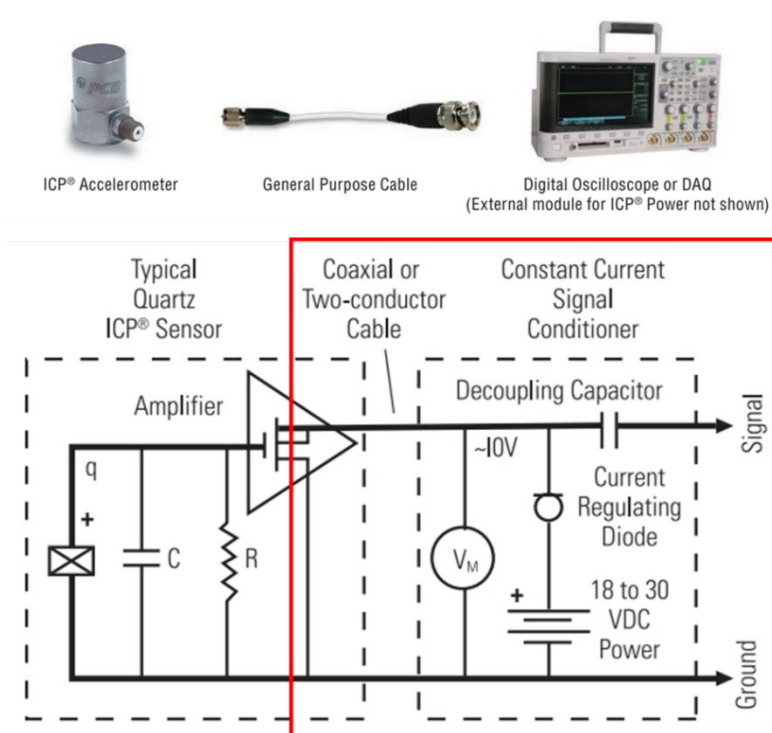 PCB
ICP® Accelerometer
General Purpose Cable
Digital Oscilloscope or DAQ
(External module for ICP® Power not shown)
Typical
Quartz
ICP® Sensor
Coaxial or
Two-conductor
Cable
Constant Current
Signal
Conditioner
Amplifier
Decoupling Capacitor
Signal
q
+
~10V
C
R
Current
Regulating
Diode
VM
+
18 to 30
VDC
Power
Ground